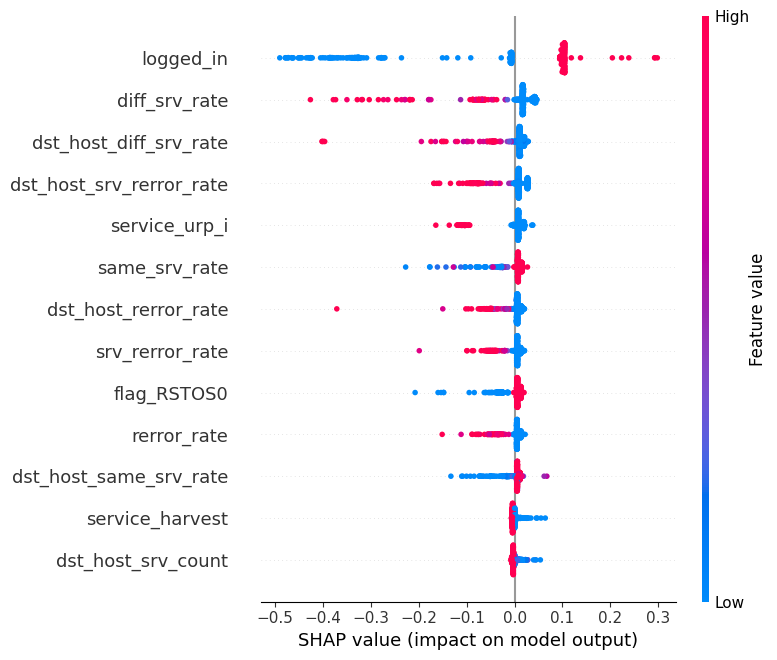 High
logged_in
diff_srv_rate
dst_host_diff_srv_rate
dst_host_srv_rerror_rate
service_urp_i
same_srv_rate
dst_host_rerror_rate
srv_rerror_rate
flag_RSTOS0
rerror_rate
dst_host_same_srv_rate
service_harvest
dst_host_srv_count
Feature value
Low
−0.5 −0.4 −0.3 −0.2 −0.1 0.0 0.1 0.2 0.3
SHAP value (impact on model output)